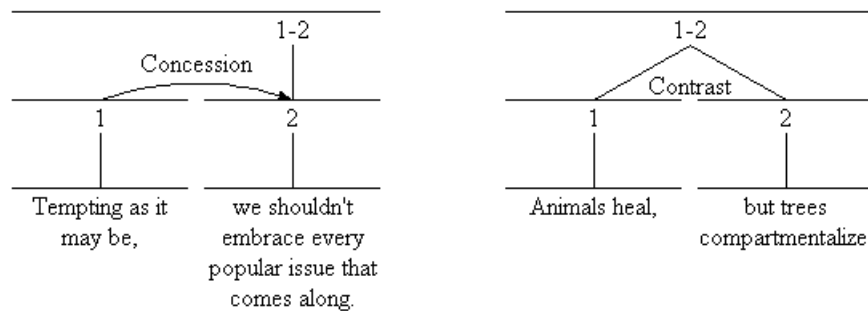 1-2
Concession
1
2
Tempting as it
may be,
we shouldn't
embrace every
popular issue that
comes along.
1-2
Contrast
1
2
Animals heal,
but trees
compartmentalize